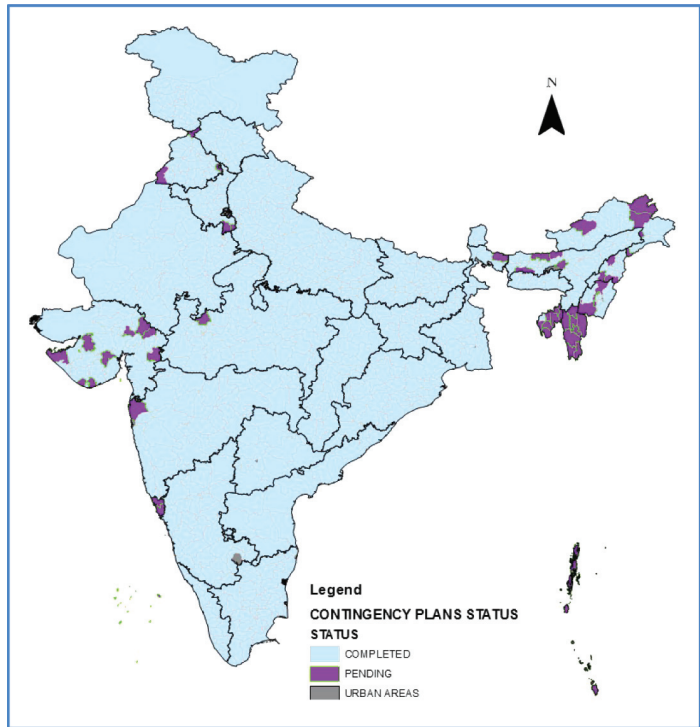 N
Legend
CONTINGENCY PLANS STATUS
STATUS
COMPLETED
PENDING
URBAN AREAS